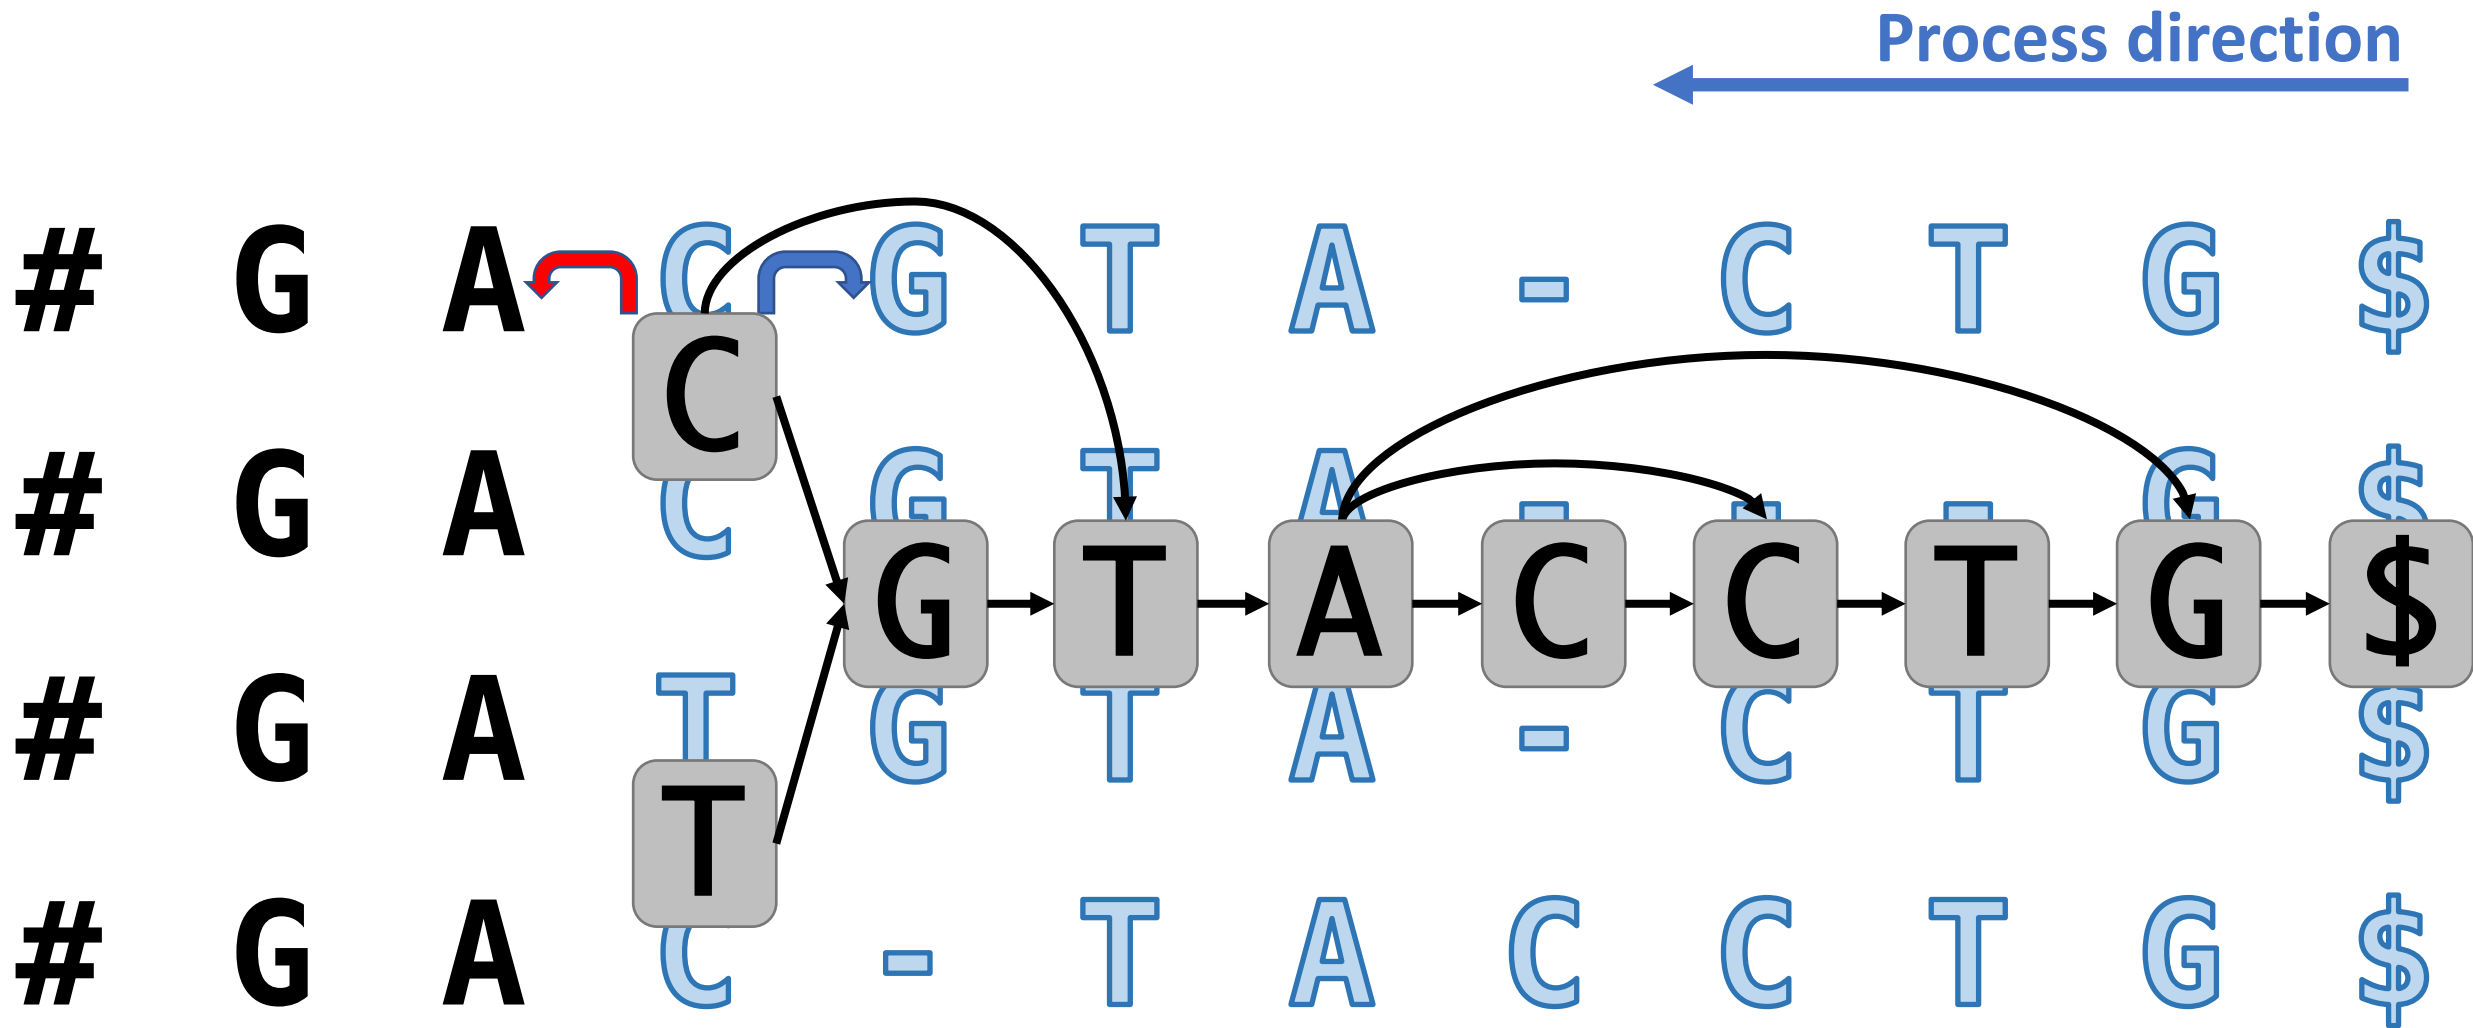 Process direction
# G A C G T A - C T G $
C
# G A C G T A - - - G $
G T A C C T G $
# G A T G T A - C T G $
T
# G A C - T A C C T G $